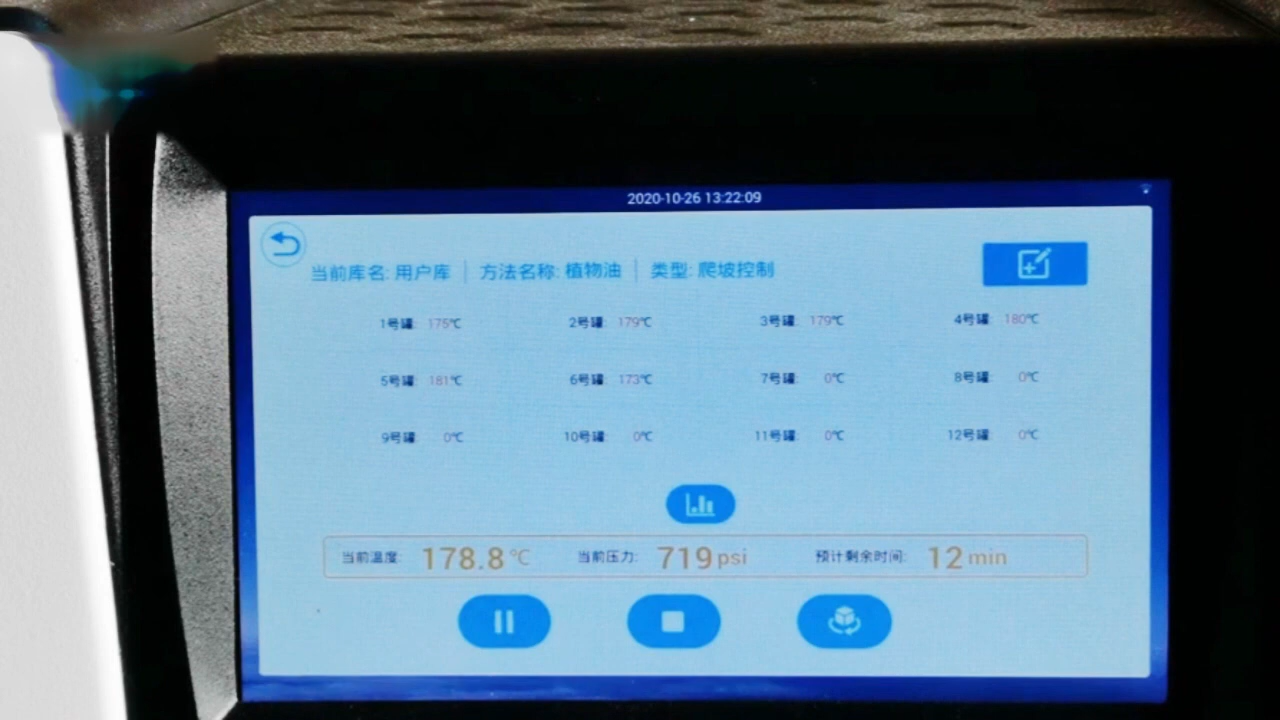 2020-10-26 13:22:09
当前库名: 用户库 | 方法名称: 植物油 | 类型: 爬坡控制
1号罐: 175℃ 2号罐: 179℃ 3号罐: 179℃ 4号罐: 180℃
5号罐: 181℃ 6号罐: 173℃ 7号罐: 0℃ 8号罐: 0℃
9号罐: 0℃ 10号罐: 0℃ 11号罐: 0℃ 12号罐: 0℃
当前温度: 178.8℃ 当前压力: 719psi 预计剩余时间: 12min